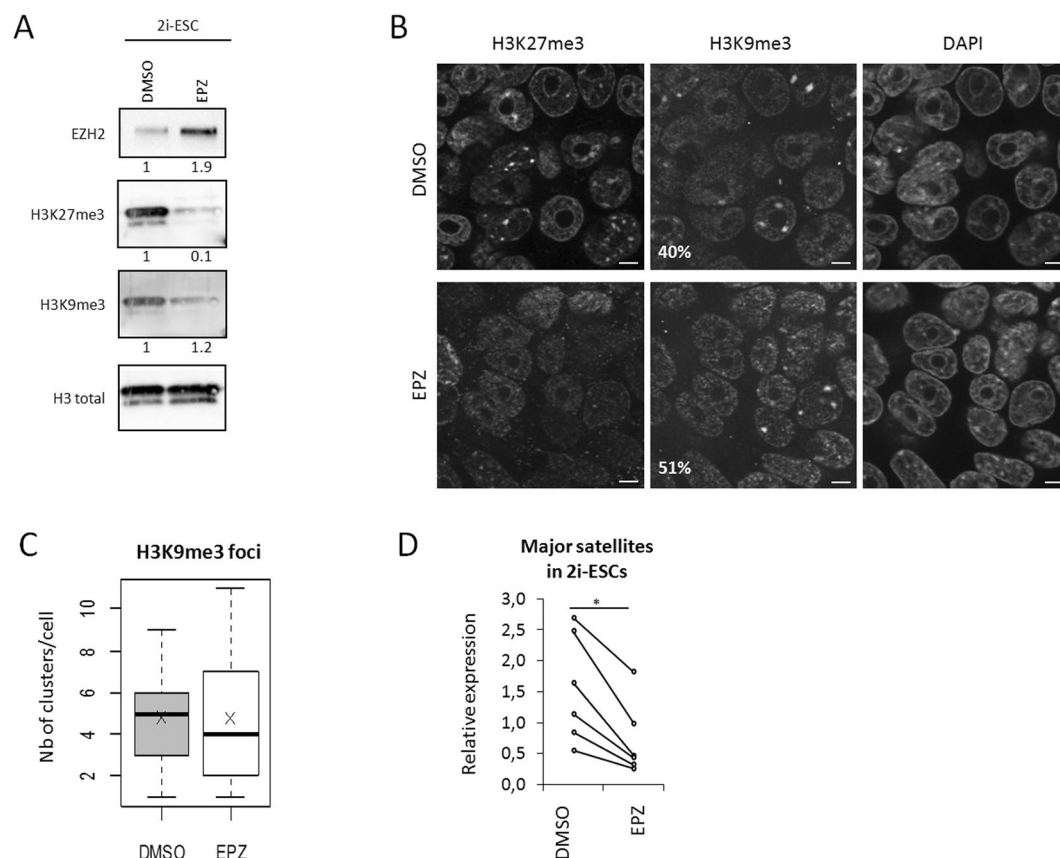 A
2i-ESC
DMSO
EPZ
EZH2
1 1.9
H3K27me3
1 0.1
H3K9me3
1 1.2
H3 total
B
H3K27me3 H3K9me3 DAPI
DMSO
40%
EPZ
51%
C
H3K9me3 foci
Nb of clusters/cell
10
8
6
4
2
DMSO EPZ
D
Major satellites
in 2i-ESCs
*
Relative expression
3,0
2,5
2,0
1,5
1,0
0,5
0,0
DMSO
EPZ